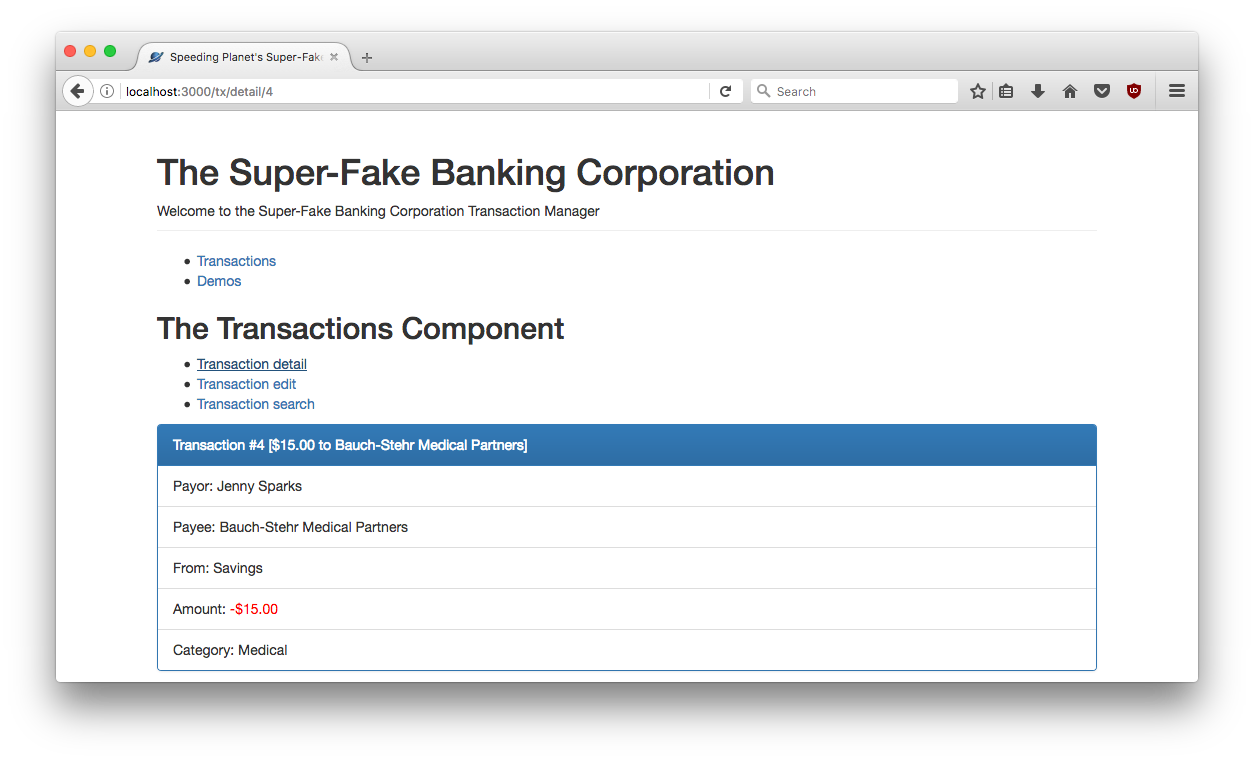 Speeding Planet's Super-Fak
localhost:3000/tx/detail/4
Search
The Super-Fake Banking Corporation
Welcome to the Super-Fake Banking Corporation Transaction Manager
Transactions
Demos
The Transactions Component
Transaction detail
Transaction edit
Transaction search
Transaction #4 [$15.00 to Bauch-Stehr Medical Partners]
Payor: Jenny Sparks
Payee: Bauch-Stehr Medical Partners
From: Savings
Amount: -$15.00
Category: Medical